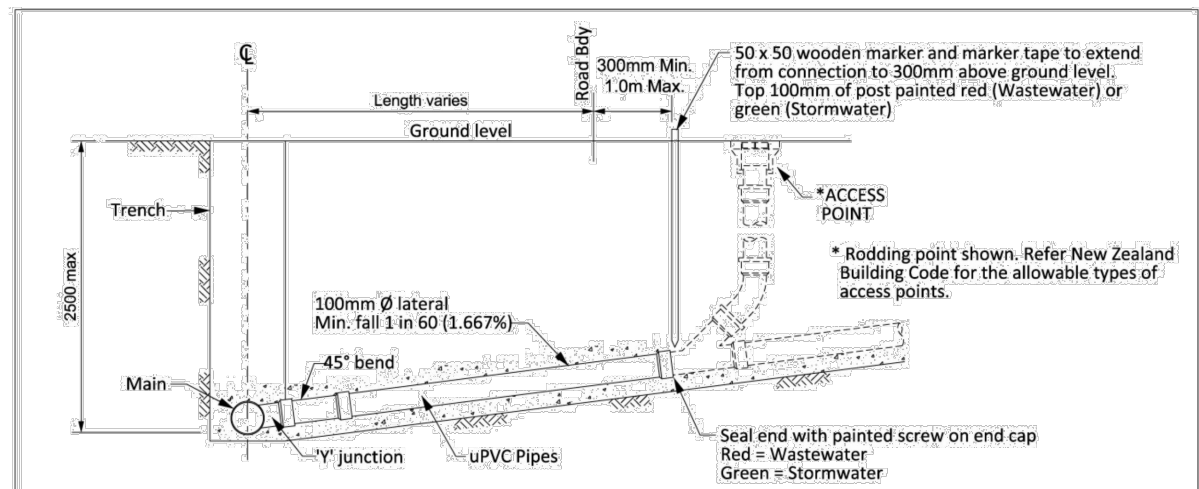 ℄
Road Bdy
300mm Min.
1.0m Max.
50 x 50 wooden marker and marker tape to extend
from connection to 300mm above ground level.
Top 100mm of post painted red (Wastewater) or
green (Stormwater)
Length varies
Ground level
Trench
*ACCESS
POINT
* Rodding point shown. Refer New Zealand
Building Code for the allowable types of
access points.
2500 max
100mm Ø lateral
Min. fall 1 in 60 (1.667%)
45° bend
Main
'Y' junction
uPVC Pipes
Seal end with painted screw on end cap
Red = Wastewater
Green = Stormwater